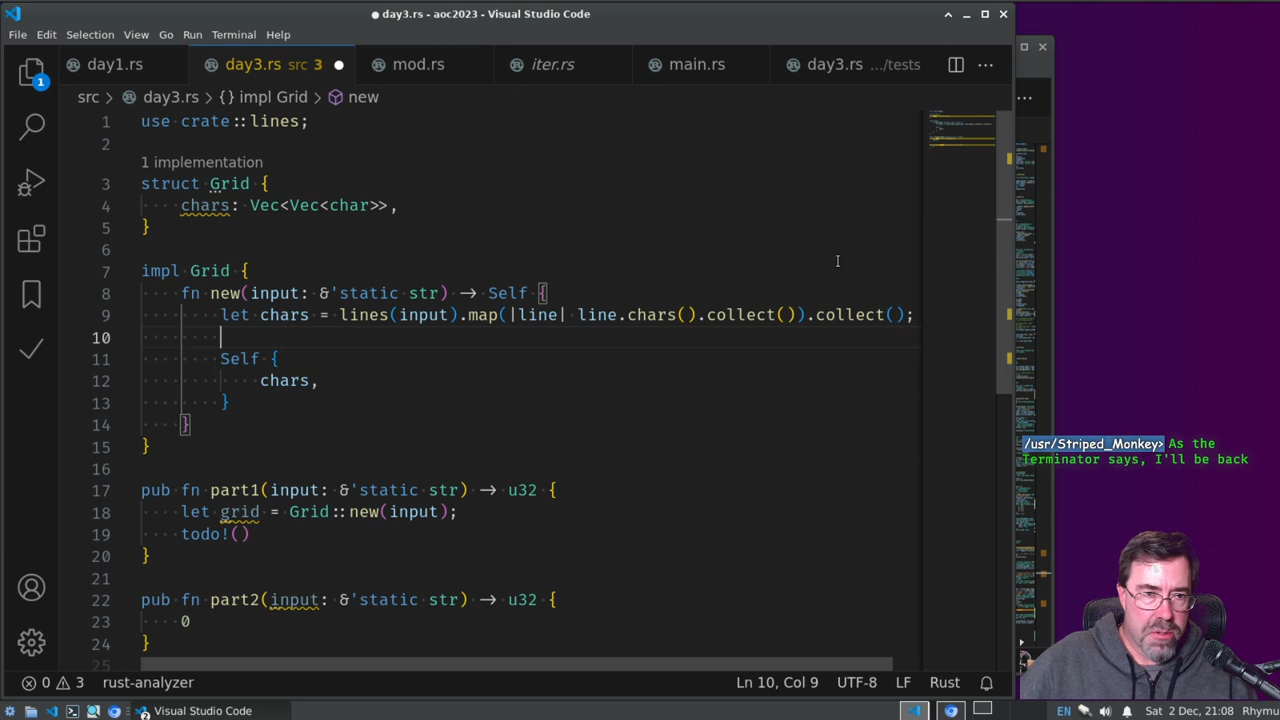 day3.rs - aoc2023 - Visual Studio Code
File Edit Selection View Go Run Terminal Help
1 day1.rs day3.rs src 3 mod.rs iter.rs main.rs day3.rs .../tests
src > day3.rs > {} impl Grid > new
1 use crate::lines;
2
1 implementation
3 struct Grid {
4 chars: Vec<Vec<char>>,
5 }
6
7 impl Grid {
8 fn new(input: &'static str) → Self {
9 let chars = lines(input).map(|line| line.chars().collect()).collect();
10
11 Self {
12 chars,
13 }
14 }
15 }
16
17 pub fn part1(input: &'static str) → u32 {
18 let grid = Grid::new(input);
19 todo!()
20 }
21
22 pub fn part2(input: &'static str) → u32 {
23 0
24 }
25
/usr/Striped_Monkey> As the
Terminator says, I'll be back
0 3 rust-analyzer Ln 10, Col 9 UTF-8 LF Rust
2 Visual Studio Code EN Sat 2 Dec, 21:08 Rhymu